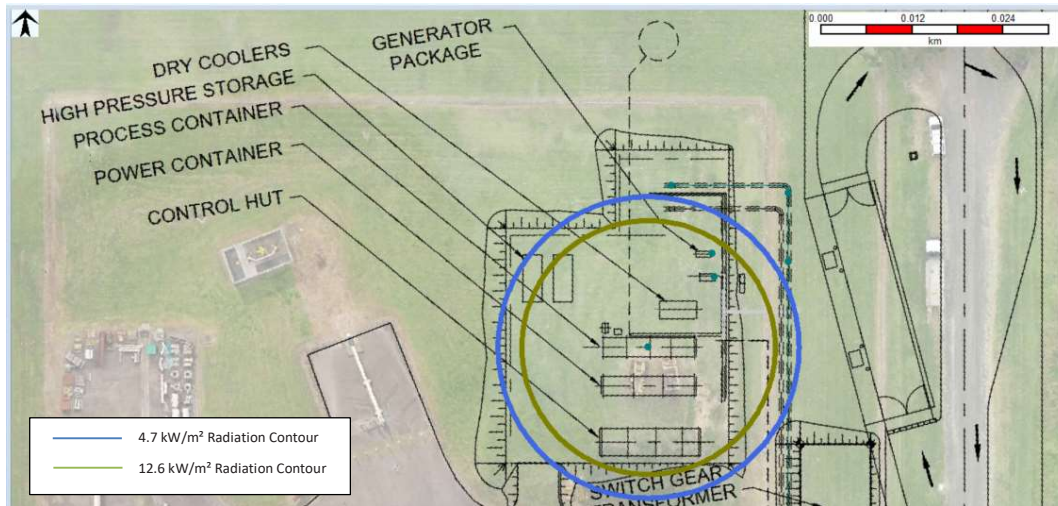 0.000 0.012 0.024
km
GENERATOR
PACKAGE
DRY COOLERS
HIGH PRESSURE STORAGE
PROCESS CONTAINER
POWER CONTAINER
CONTROL HUT
SWITCH GEAR
TRANSFORMER
4.7 kW/m² Radiation Contour
12.6 kW/m² Radiation Contour